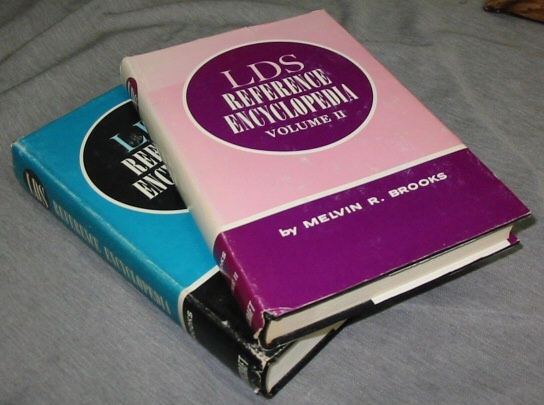 LDS
REFERENCE
ENCYCLOPEDIA
VOLUME II
by MELVIN R. BROOKS
LDS REFERENCE ENCYCLOPEDIA